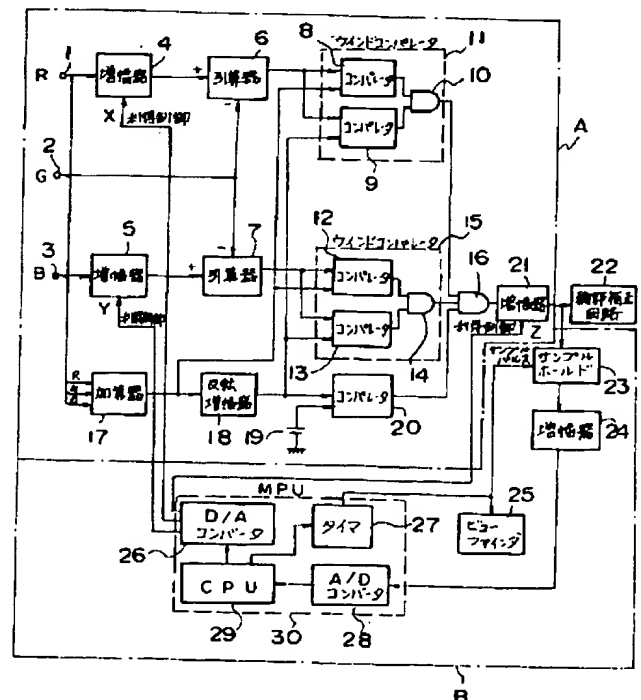 8
ウインドコンパレータ
11
1
4
6
R
増幅器
+
引算器
コンパレータ
10
X
利得制御
-
コンパレータ
2
G
9
A
3
5
7
12
ウインドコンパレータ
15
16
B
増幅器
+
-
引算器
コンパレータ
21
22
Y
利得制御
コンパレータ
増幅器
輪郭補正
回路
利得制御
Z
13
14
サンプル
パルス
サンプル
ホールド
23
R
G
B
加算器
反転
増幅器
コンパレータ
20
17
18
19
増幅器
24
MPU
25
D/A
コンバータ
タイマ
27
ビュー
ファインダ
26
CPU
A/D
コンバータ
29
30
28
B